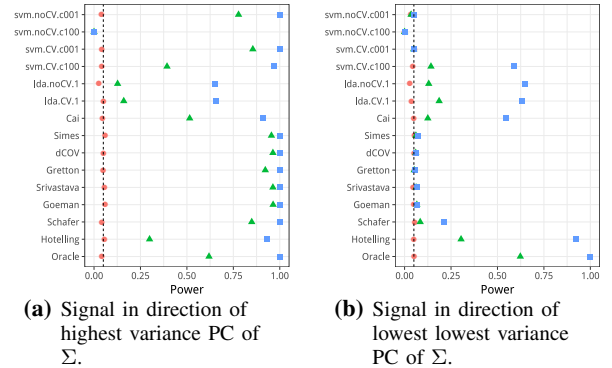 svm.noCV.c001
svm.noCV.c100
svm.CV.c001
svm.CV.c100
lda.noCV.1
lda.CV.1
Cai
Simes
dCOV
Gretton
Srivastava
Goeman
Schafer
Hotelling
Oracle
0.00 0.25 0.50 0.75 1.00
Power
(a) Signal in direction of
highest variance PC of
Σ.
svm.noCV.c001
svm.noCV.c100
svm.CV.c001
svm.CV.c100
lda.noCV.1
lda.CV.1
Cai
Simes
dCOV
Gretton
Srivastava
Goeman
Schafer
Hotelling
Oracle
0.00 0.25 0.50 0.75 1.00
Power
(b) Signal in direction of
lowest lowest variance
PC of Σ.